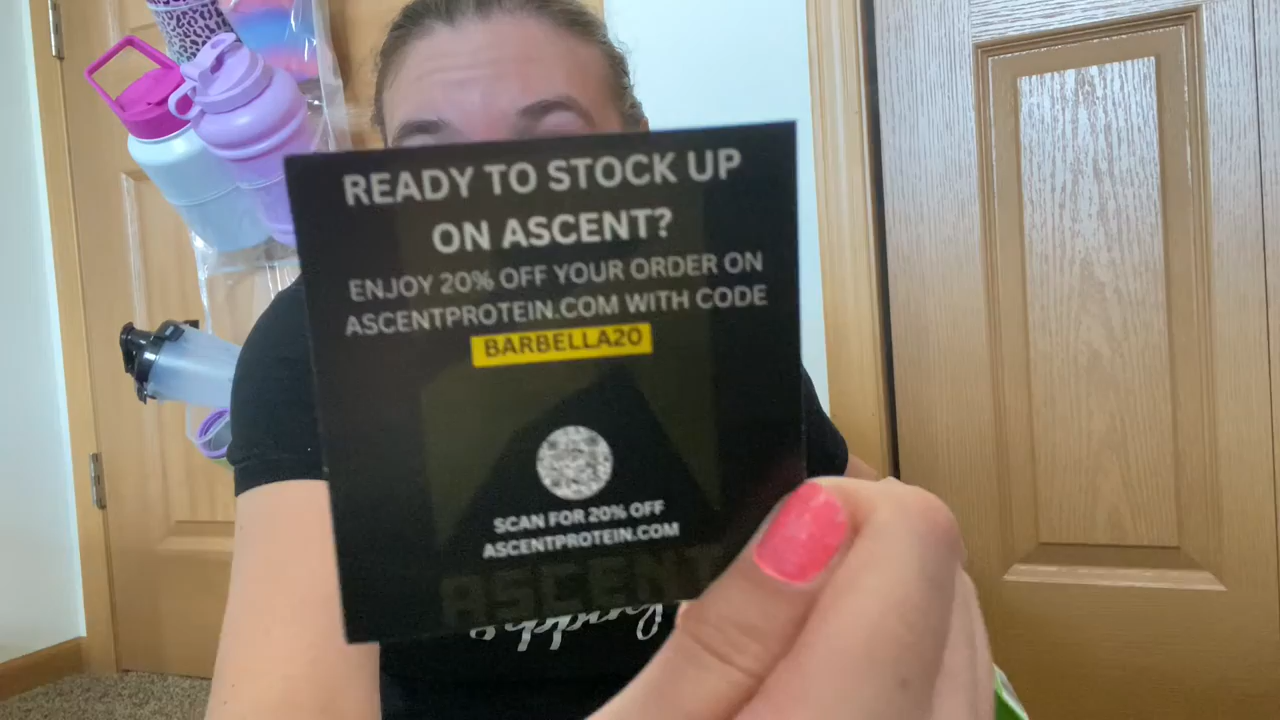 READY TO STOCK UP
ON ASCENT?
ENJOY 20% OFF YOUR ORDER ON
ASCENTPROTEIN.COM WITH CODE
BARBELLA20
SCAN FOR 20% OFF
ASCENTPROTEIN.COM
ASCENT